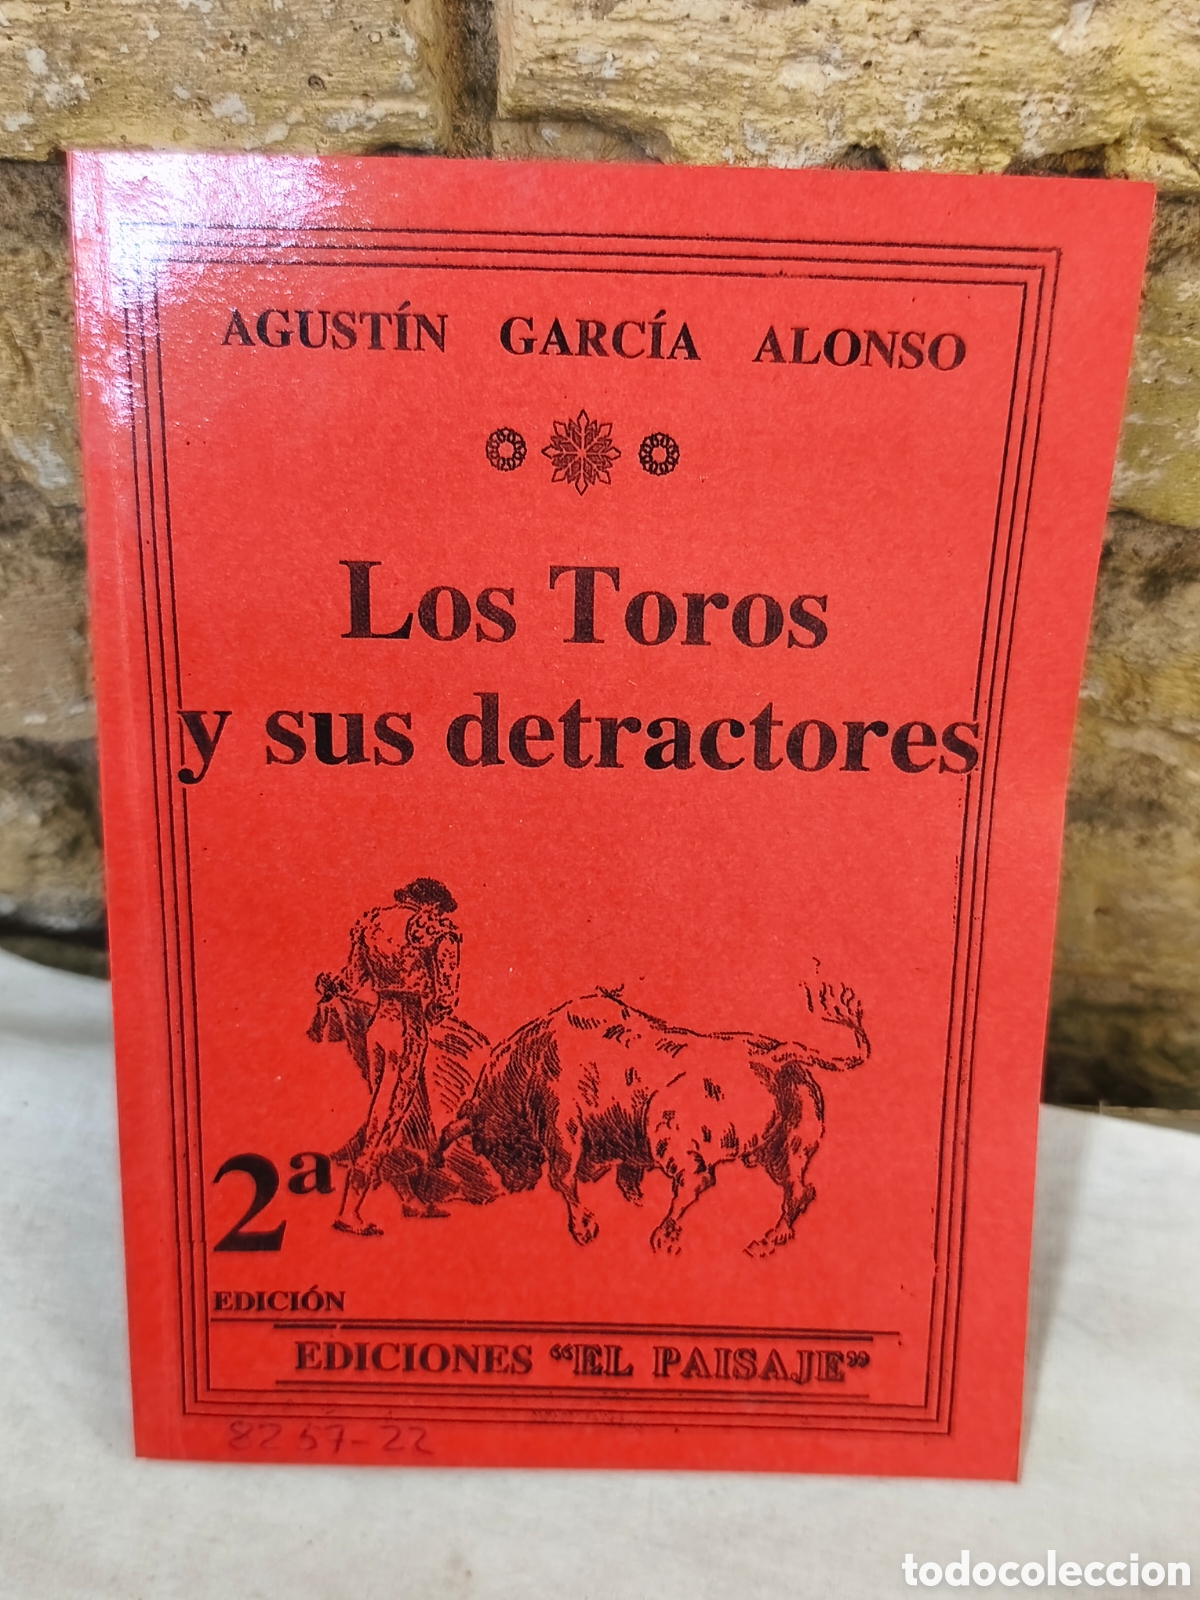 AGUSTÍN GARCÍA ALONSO
Los Toros
y sus detractores
2ª
EDICIÓN
EDICIONES “EL PAISAJE”
8257-22
todocoleccion